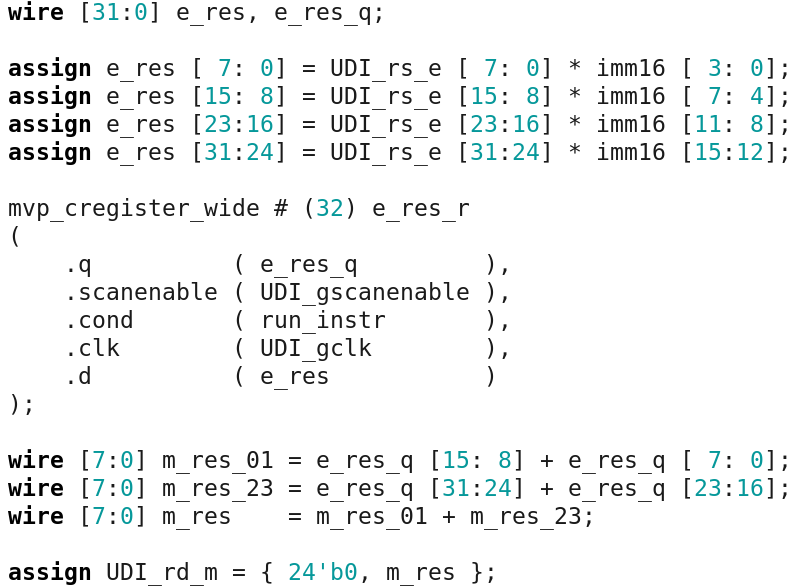 wire [31:0] e_res, e_res_q;

assign e_res [ 7: 0] = UDI_rs_e [ 7: 0] * imm16 [ 3: 0];
assign e_res [15: 8] = UDI_rs_e [15: 8] * imm16 [ 7: 4];
assign e_res [23:16] = UDI_rs_e [23:16] * imm16 [11: 8];
assign e_res [31:24] = UDI_rs_e [31:24] * imm16 [15:12];

mvp_cregister_wide # (32) e_res_r
(
    .q          ( e_res_q         ),
    .scanenable ( UDI_gscanenable ),
    .cond       ( run_instr       ),
    .clk        ( UDI_gclk        ),
    .d          ( e_res           )
);

wire [7:0] m_res_01 = e_res_q [15: 8] + e_res_q [ 7: 0];
wire [7:0] m_res_23 = e_res_q [31:24] + e_res_q [23:16];
wire [7:0] m_res    = m_res_01 + m_res_23;

assign UDI_rd_m = { 24'b0, m_res };